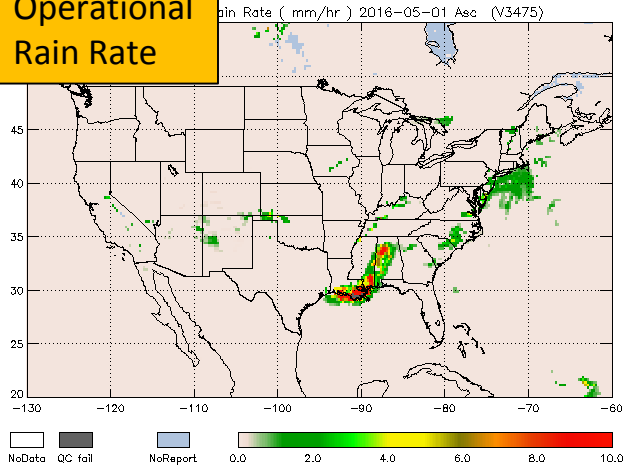 Operational
Rain Rate
ain Rate ( mm/hr ) 2016-05-01 Asc (V3475)
45
40
35
30
25
20
-130 -120 -110 -100 -90 -80 -70 -60
NoData QC fail NoReport 0.0 2.0 4.0 6.0 8.0 10.0